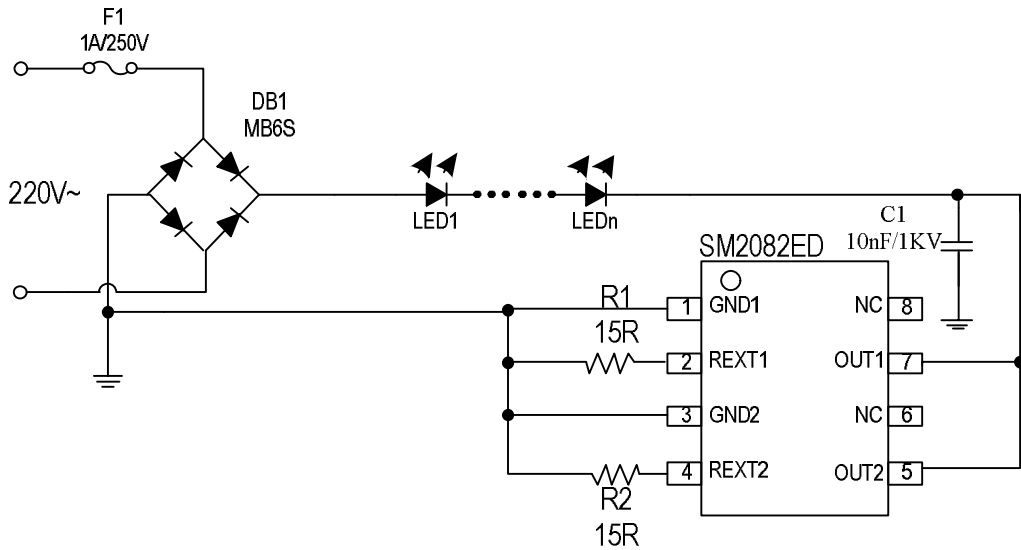 F1
1A/250V
DB1
MB6S
220V~
LED1
LEDn
C1
10nF/1KV
SM2082ED
R1
15R
1 GND1
NC 8
2 REXT1
OUT1 7
3 GND2
NC 6
4 REXT2
OUT2 5
R2
15R